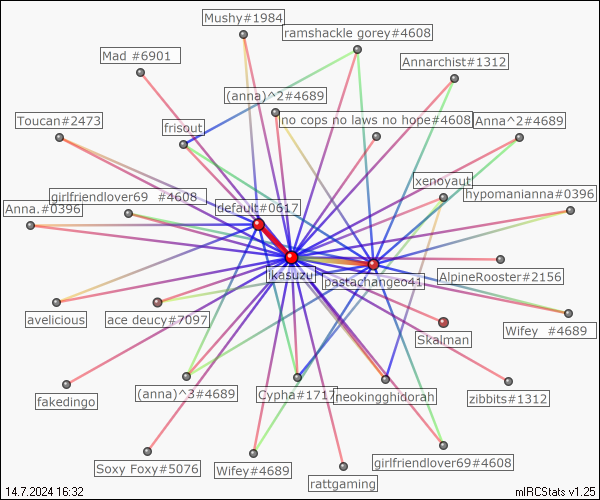 Mushy#1984
ramshackle gorey#4608
Mad #6901
Annarchist#1312
(anna)^2#4689
Toucan#2473
frisout
no cops no laws no hope#4608
Anna^2#4689
xenoyaut
girlfriendlover69 #4608
hypomanianna#0396
Anna.#0396
default#0617
ikasuzu
pastachangeo41
AlpineRooster#2156
avelicious
ace deucy#7097
Skalman
Wifey #4689
fakedingo
(anna)^3#4689
Cypha#1717
neokingghidorah
zibbits#1312
Soxy Foxy#5076
Wifey#4689
rattgaming
girlfriendlover69#4608
14.7.2024 16:32
mIRCStats v1.25